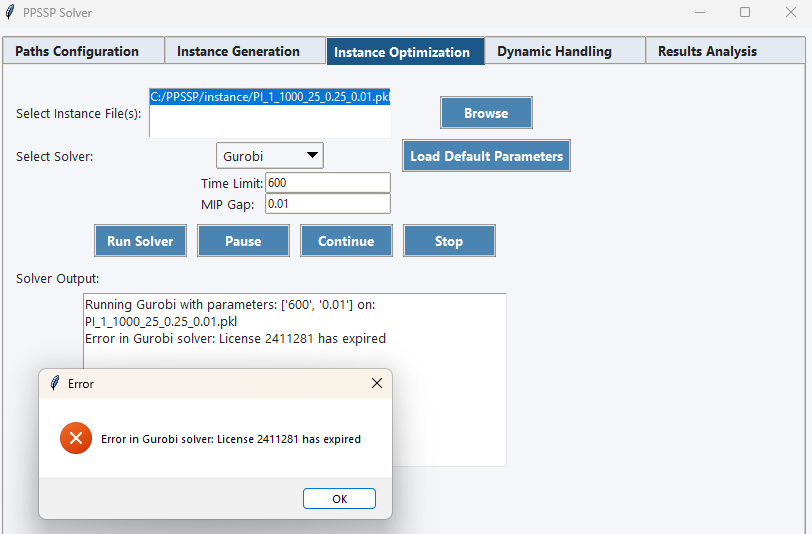 PPSSP Solver
Paths Configuration
Instance Generation
Instance Optimization
Dynamic Handling
Results Analysis
Select Instance File(s):
C:/PPSSP/instance/PI_1_1000_25_0.25_0.01.pkl
Browse
Select Solver:
Gurobi
Load Default Parameters
Time Limit: 600
MIP Gap: 0.01
Run Solver
Pause
Continue
Stop
Solver Output:
Running Gurobi with parameters: ['600', '0.01'] on:
PI_1_1000_25_0.25_0.01.pkl
Error in Gurobi solver: License 2411281 has expired
Error
Error in Gurobi solver: License 2411281 has expired
OK